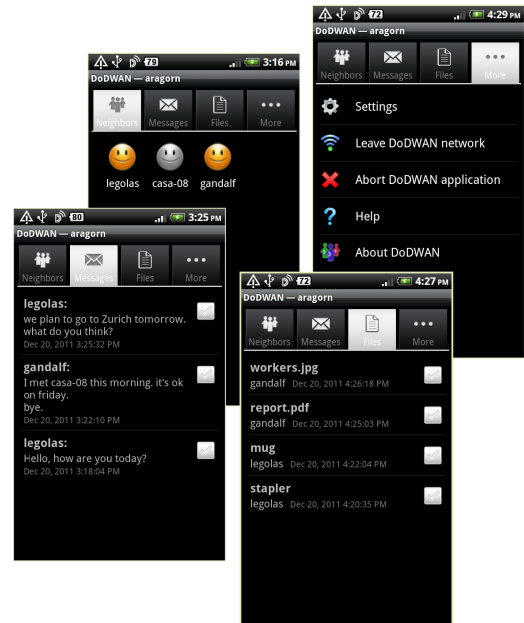 72
4:29 PM
Neighbors
Messages
Files
More
Settings
Leave DoDWAN network
Abort DoDWAN application
Help
About DoDWAN
79
3:16 PM
DoDWAN — aragorn
Neighbors
Messages
Files
More
legolas
casa-08
gandalf
80
3:25 PM
DoDWAN — aragorn
Neighbors
Messages
Files
More
legolas:
we plan to go to Zurich tomorrow.
what do you think?
Dec 20, 2011 3:25:32 PM
gandalf:
I met casa-08 this morning. it's ok
on friday.
bye.
Dec 20, 2011 3:22:10 PM
legolas:
Hello, how are you today?
Dec 20, 2011 3:18:04 PM
72
4:27 PM
DoDWAN — aragorn
Neighbors
Messages
Files
More
workers.jpg
gandalf Dec 20, 2011 4:26:18 PM
report.pdf
gandalf Dec 20, 2011 4:25:03 PM
mug
legolas Dec 20, 2011 4:22:04 PM
stapler
legolas Dec 20, 2011 4:20:35 PM